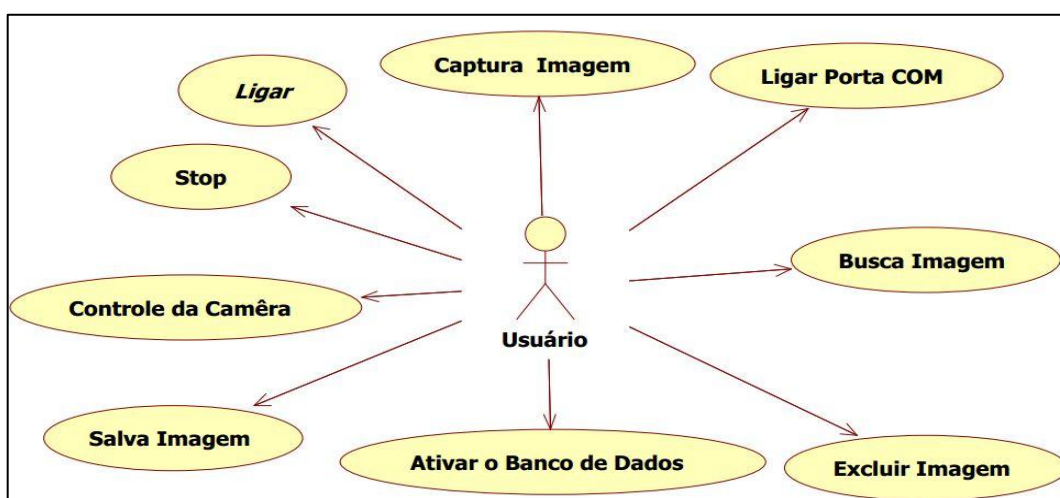 Captura Imagem
Ligar Porta COM
Ligar
Stop
Busca Imagem
Controle da Camêra
Usuário
Salva Imagem
Ativar o Banco de Dados
Excluir Imagem